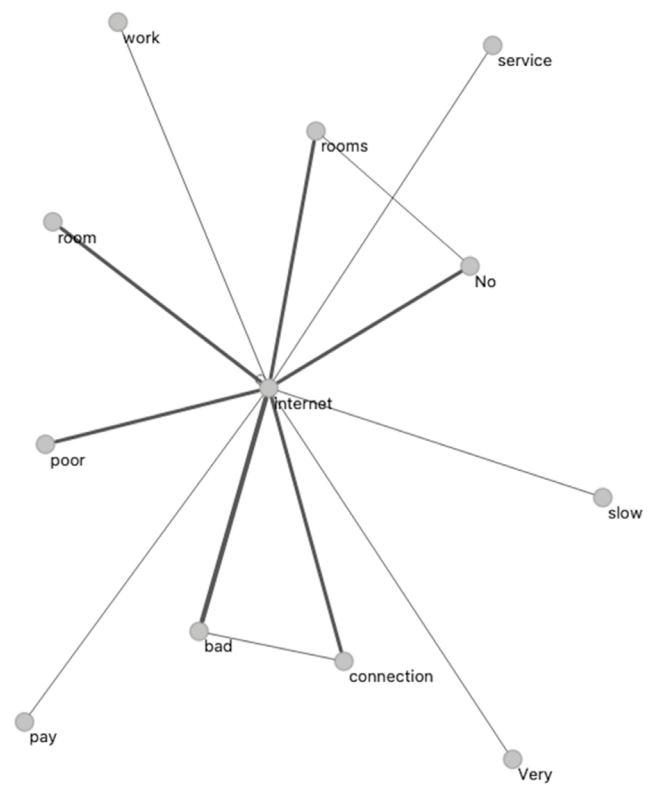 work
service
rooms
room
No
internet
poor
slow
bad
connection
pay
Very